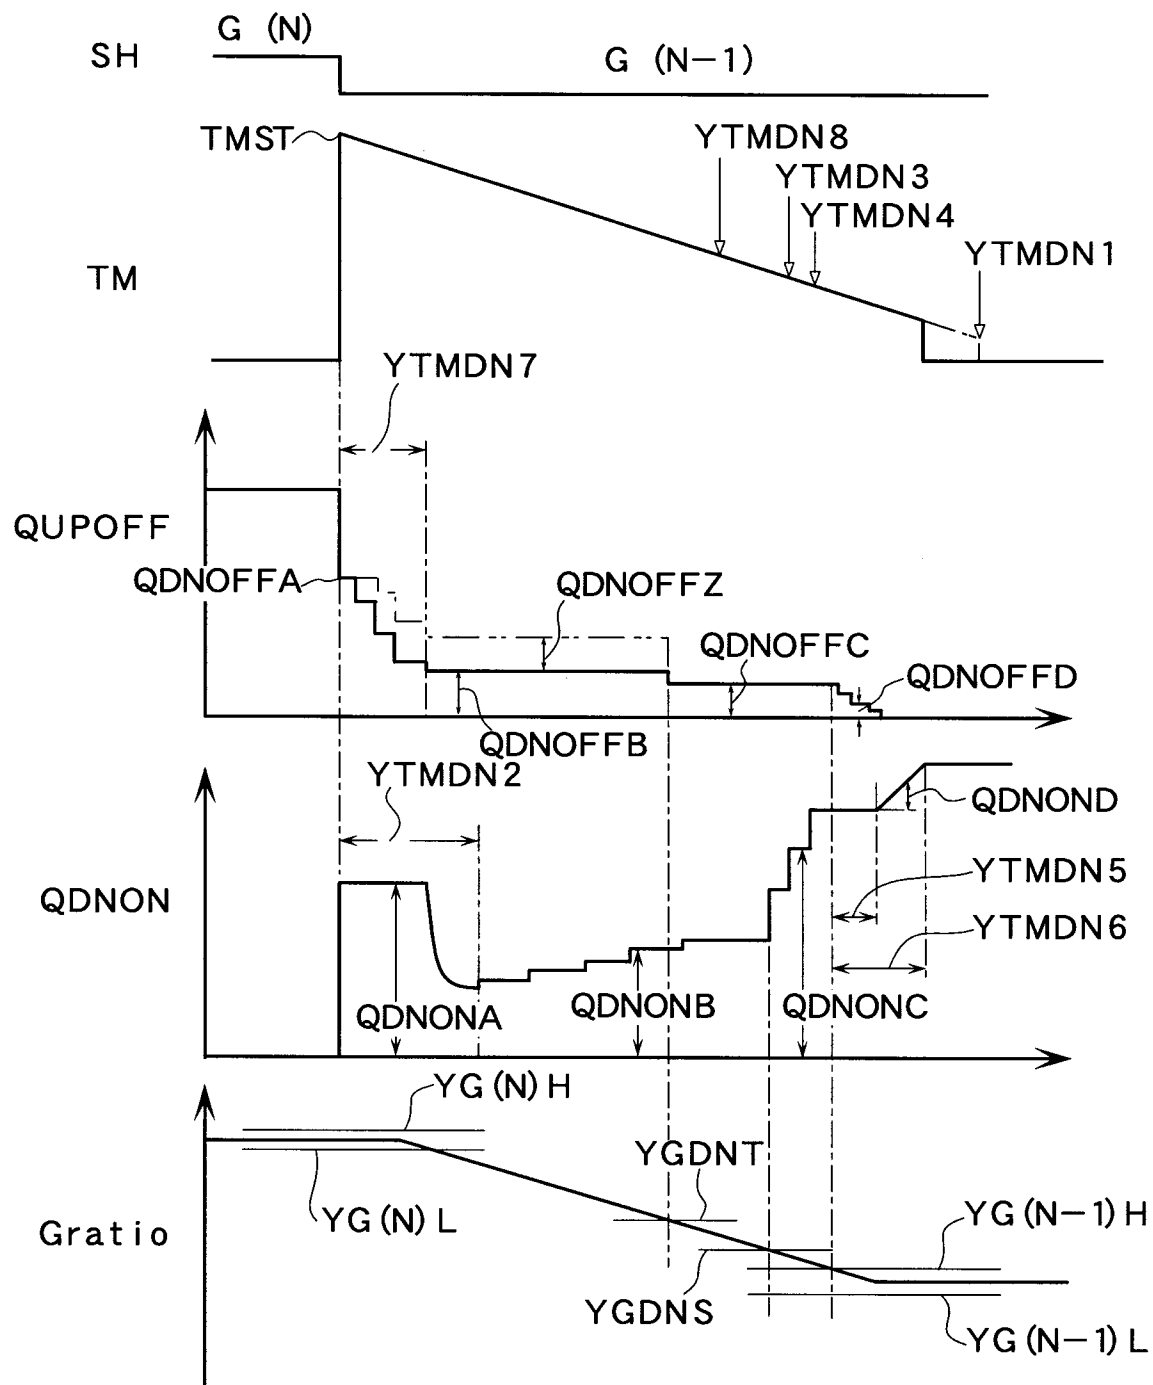 G (N)
SH
G (N-1)
TMST
YTMDN8
YTMDN3
YTMDN4
YTMDN1
TM
YTMDN7
QUPOFF
QDNOFFA
QDNOFFZ
QDNOFFC
QDNOFFD
QDNOFFB
YTMDN2
QDNOND
YTMDN5
QDNON
YTMDN6
QDNONA
QDNONB
QDNONC
YG(N)H
YGDNT
YG(N)L
YG(N-1)H
Gratio
YGDNS
YG(N-1)L